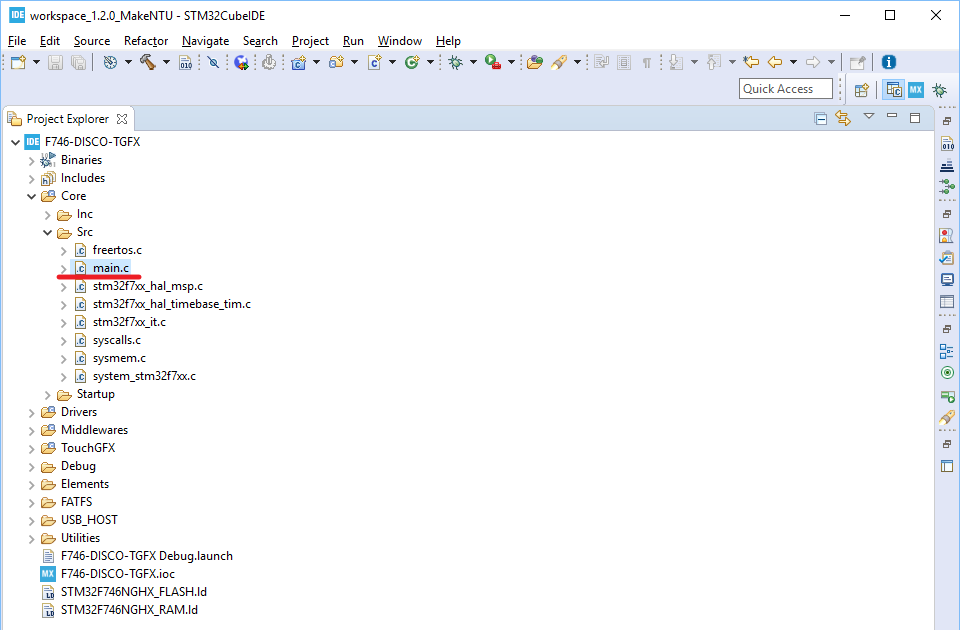 IDE workspace_1.2.0_MakeNTU - STM32CubeIDE
File Edit Source Refactor Navigate Search Project Run Window Help
Quick Access
MX
Project Explorer
IDE F746-DISCO-TGFX
Binaries
Includes
Core
Inc
Src
freertos.c
main.c
stm32f7xx_hal_msp.c
stm32f7xx_hal_timebase_tim.c
stm32f7xx_it.c
syscalls.c
sysmem.c
system_stm32f7xx.c
Startup
Drivers
Middlewares
TouchGFX
Debug
Elements
FATFS
USB_HOST
Utilities
F746-DISCO-TGFX Debug.launch
MX F746-DISCO-TGFX.ioc
STM32F746NGHX_FLASH.ld
STM32F746NGHX_RAM.ld